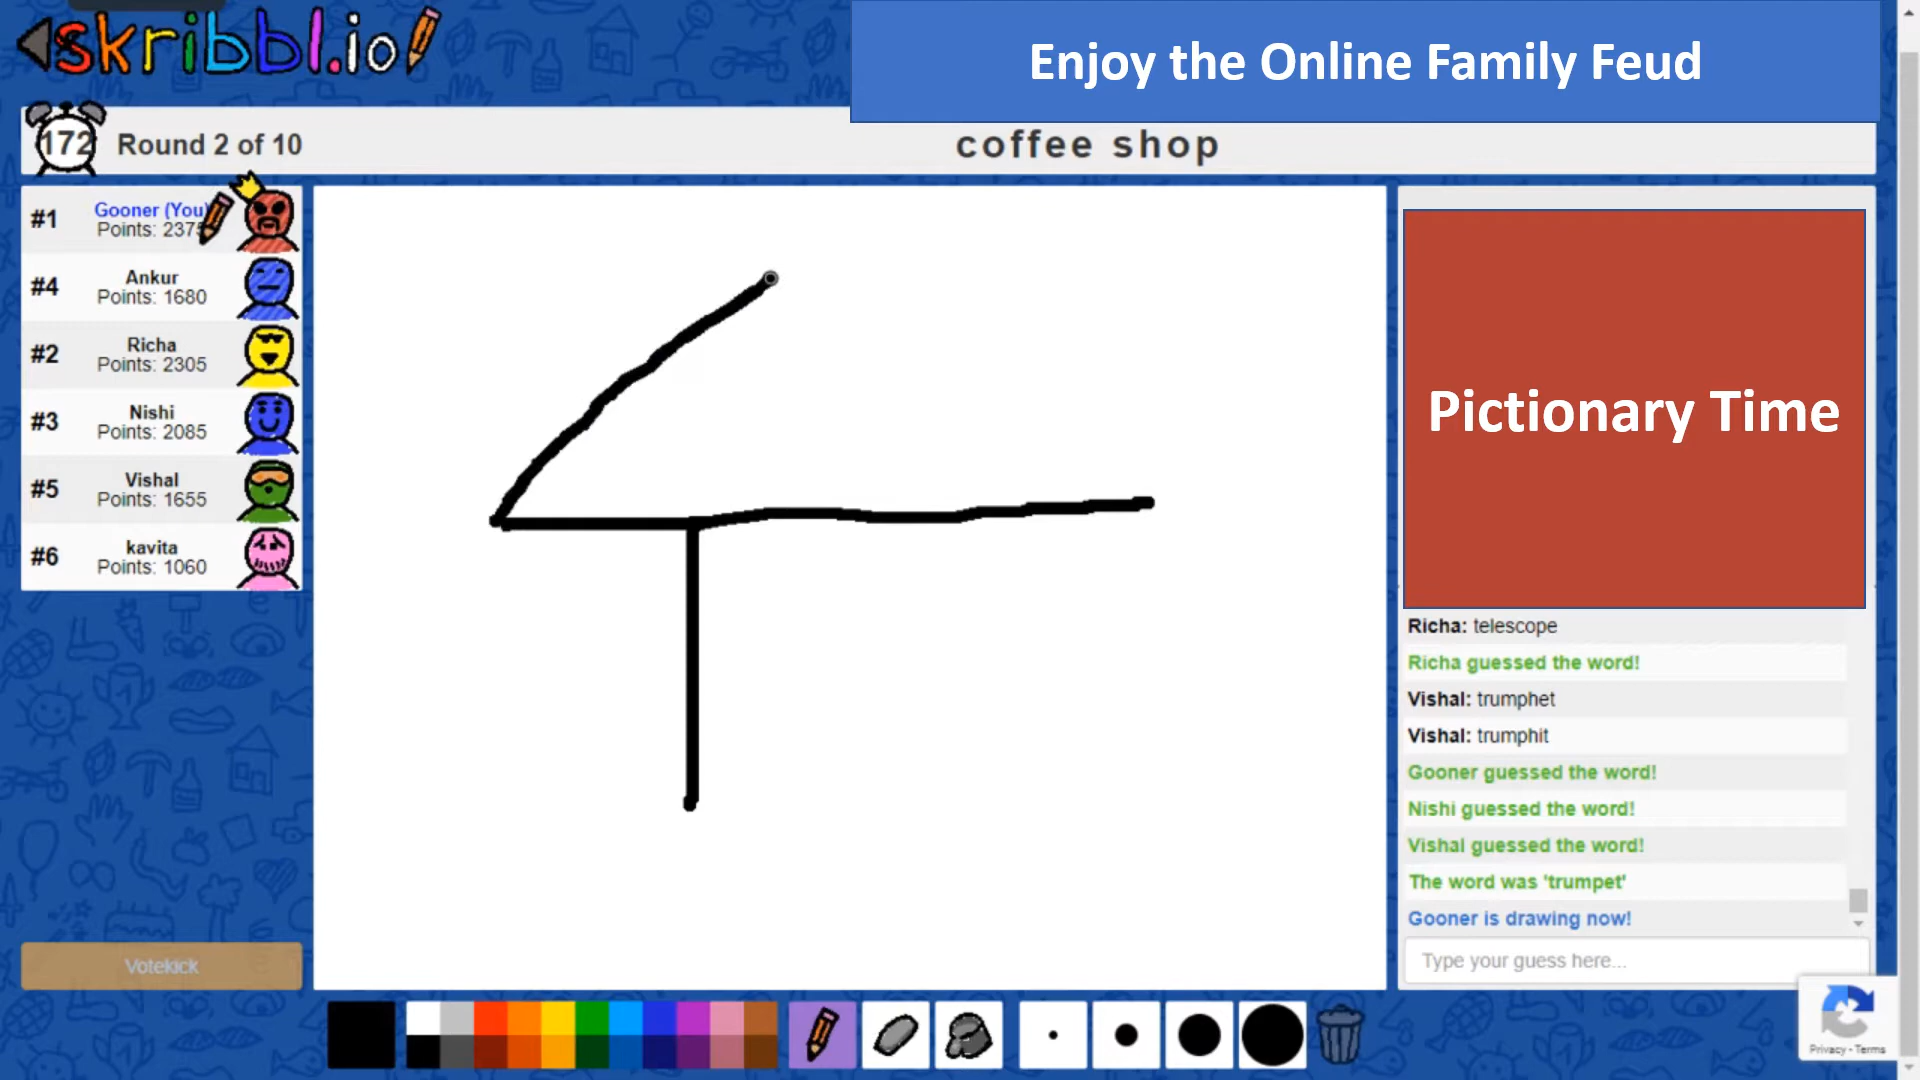 skribbl.io
Enjoy the Online Family Feud
172
Round 2 of 10
coffee shop
#1
Gooner (You)
Points: 2375
#4
Ankur
Points: 1680
#2
Richa
Points: 2305
#3
Nishi
Points: 2085
#5
Vishal
Points: 1655
#6
kavita
Points: 1060
Votekick
Pictionary Time
Richa: telescope
Richa guessed the word!
Vishal: trumphet
Vishal: trumphit
Gooner guessed the word!
Nishi guessed the word!
Vishal guessed the word!
The word was 'trumpet'
Gooner is drawing now!
Type your guess here...
Privacy - Terms